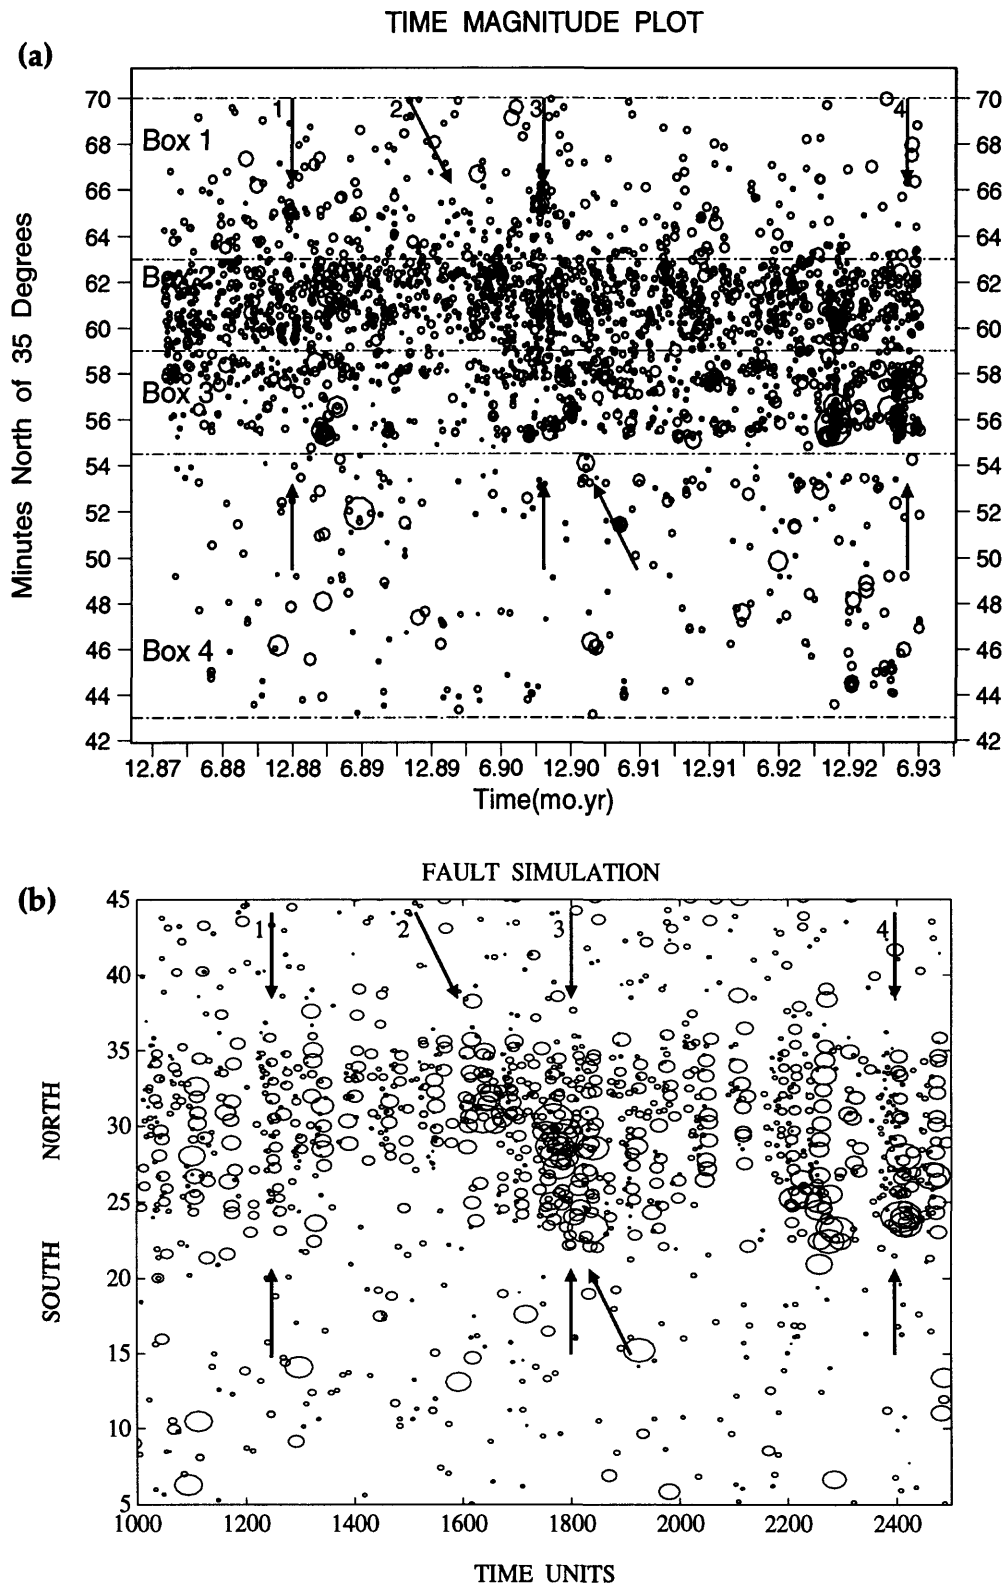 TIME MAGNITUDE PLOT
(a)
70 1 2 3 4 70
68 Box 1 68
66 66
64 64
62 62
60 60
58 58
Box 3
56 56
54 54
52 52
50 50
48 48
46 Box 4 46
44 44
42 42
Minutes North of 35 Degrees
12.87 6.88 12.88 6.89 12.89 6.90 12.90 6.91 12.91 6.92 12.92 6.93
Time(mo.yr)
FAULT SIMULATION
(b)
45
1 2 3 4
40
35
30
25
20
15
10
5
NORTH
SOUTH
1000 1200 1400 1600 1800 2000 2200 2400
TIME UNITS